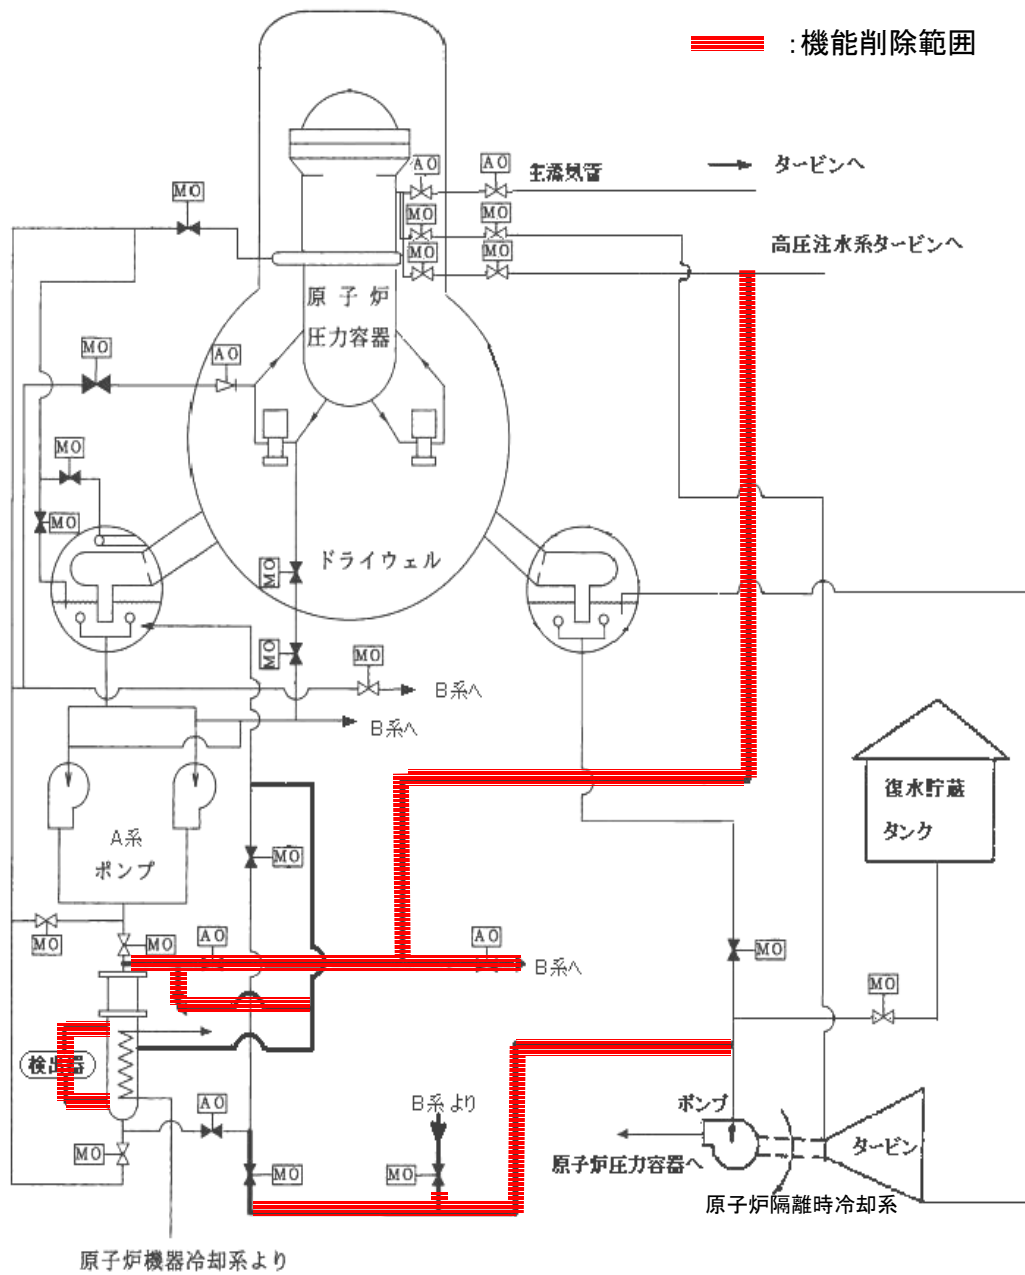 ：機能削除範囲
AO
AO
主蒸気管
タービンへ
MO
MO
MO
高圧注水系タービンへ
MO
MO
原子炉
圧力容器
MO
AO
MO
MO
ドライウェル
MO
MO
MO
B系へ
B系へ
復水貯蔵
タンク
A系
ポンプ
MO
MO
MO
AO
AO
MO
B系へ
MO
検出器
AO
B系より
ポンプ
タービン
MO
MO
MO
原子炉圧力容器へ
原子炉隔離時冷却系
原子炉機器冷却系より